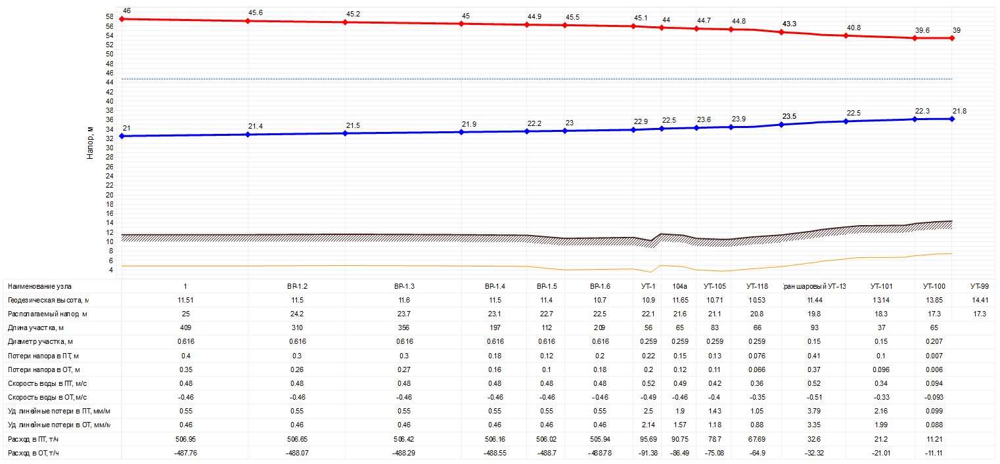 46 45.6 45.2 45 44.9 45.5 45.1 44 44.7 44.8 43.3 40.8 39.6 39
58
56
54
52
50
48
46
44
42
40
38
36
34
32
30
28
26
24
22
20
18
16
14
12
10
8
6
4
Напор, м
21 21.4 21.5 21.9 22.2 23 22.9 22.5 23.6 23.9 23.5 22.5 22.3 21.8
Наименование узла 1 ВР-1.2 ВР-1.3 ВР-1.4 ВР-1.5 ВР-1.6 УТ-1 104а УТ-105 УТ-118 кран шаровый УТ-13 УТ-101 УТ-100 УТ-99
Геодезическая высота, м 11.51 11.5 11.6 11.5 11.4 10.7 10.9 11.65 10.71 10.53 11.44 13.14 13.85 14.41
Располагаемый напор, м 25 24.2 23.7 23.1 22.7 22.5 22.1 21.6 21.1 20.8 19.8 18.3 17.3 17.3
Длина участка, м 409 310 356 197 112 209 56 65 83 66 93 37 65
Диаметр участка, м 0.616 0.616 0.616 0.616 0.616 0.616 0.259 0.259 0.259 0.259 0.15 0.15 0.207
Потери напора в ПТ, м 0.4 0.3 0.3 0.18 0.12 0.2 0.22 0.15 0.13 0.076 0.41 0.1 0.007
Потери напора в ОТ, м 0.35 0.26 0.27 0.16 0.1 0.18 0.2 0.12 0.11 0.066 0.37 0.096 0.006
Скорость воды в ПТ, м/с 0.48 0.48 0.48 0.48 0.48 0.48 0.52 0.49 0.42 0.36 0.52 0.34 0.094
Скорость воды в ОТ, м/с -0.46 -0.46 -0.46 -0.46 -0.46 -0.46 -0.49 -0.46 -0.4 -0.35 -0.51 -0.33 -0.093
Уд. линейные потери в ПТ, мм/м 0.55 0.55 0.55 0.55 0.55 0.55 2.5 1.9 1.43 1.05 3.79 2.16 0.099
Уд. линейные потери в ОТ, мм/м 0.46 0.46 0.46 0.46 0.46 0.46 2.14 1.57 1.18 0.88 3.35 1.99 0.088
Расход в ПТ, т/ч 506.95 506.65 506.42 506.16 506.02 505.94 95.69 90.75 78.7 67.69 32.6 21.2 11.21
Расход в ОТ, т/ч -487.76 -488.07 -488.29 -488.55 -488.7 -488.78 -91.38 -86.49 -75.08 -64.9 -32.32 -21.01 -11.11